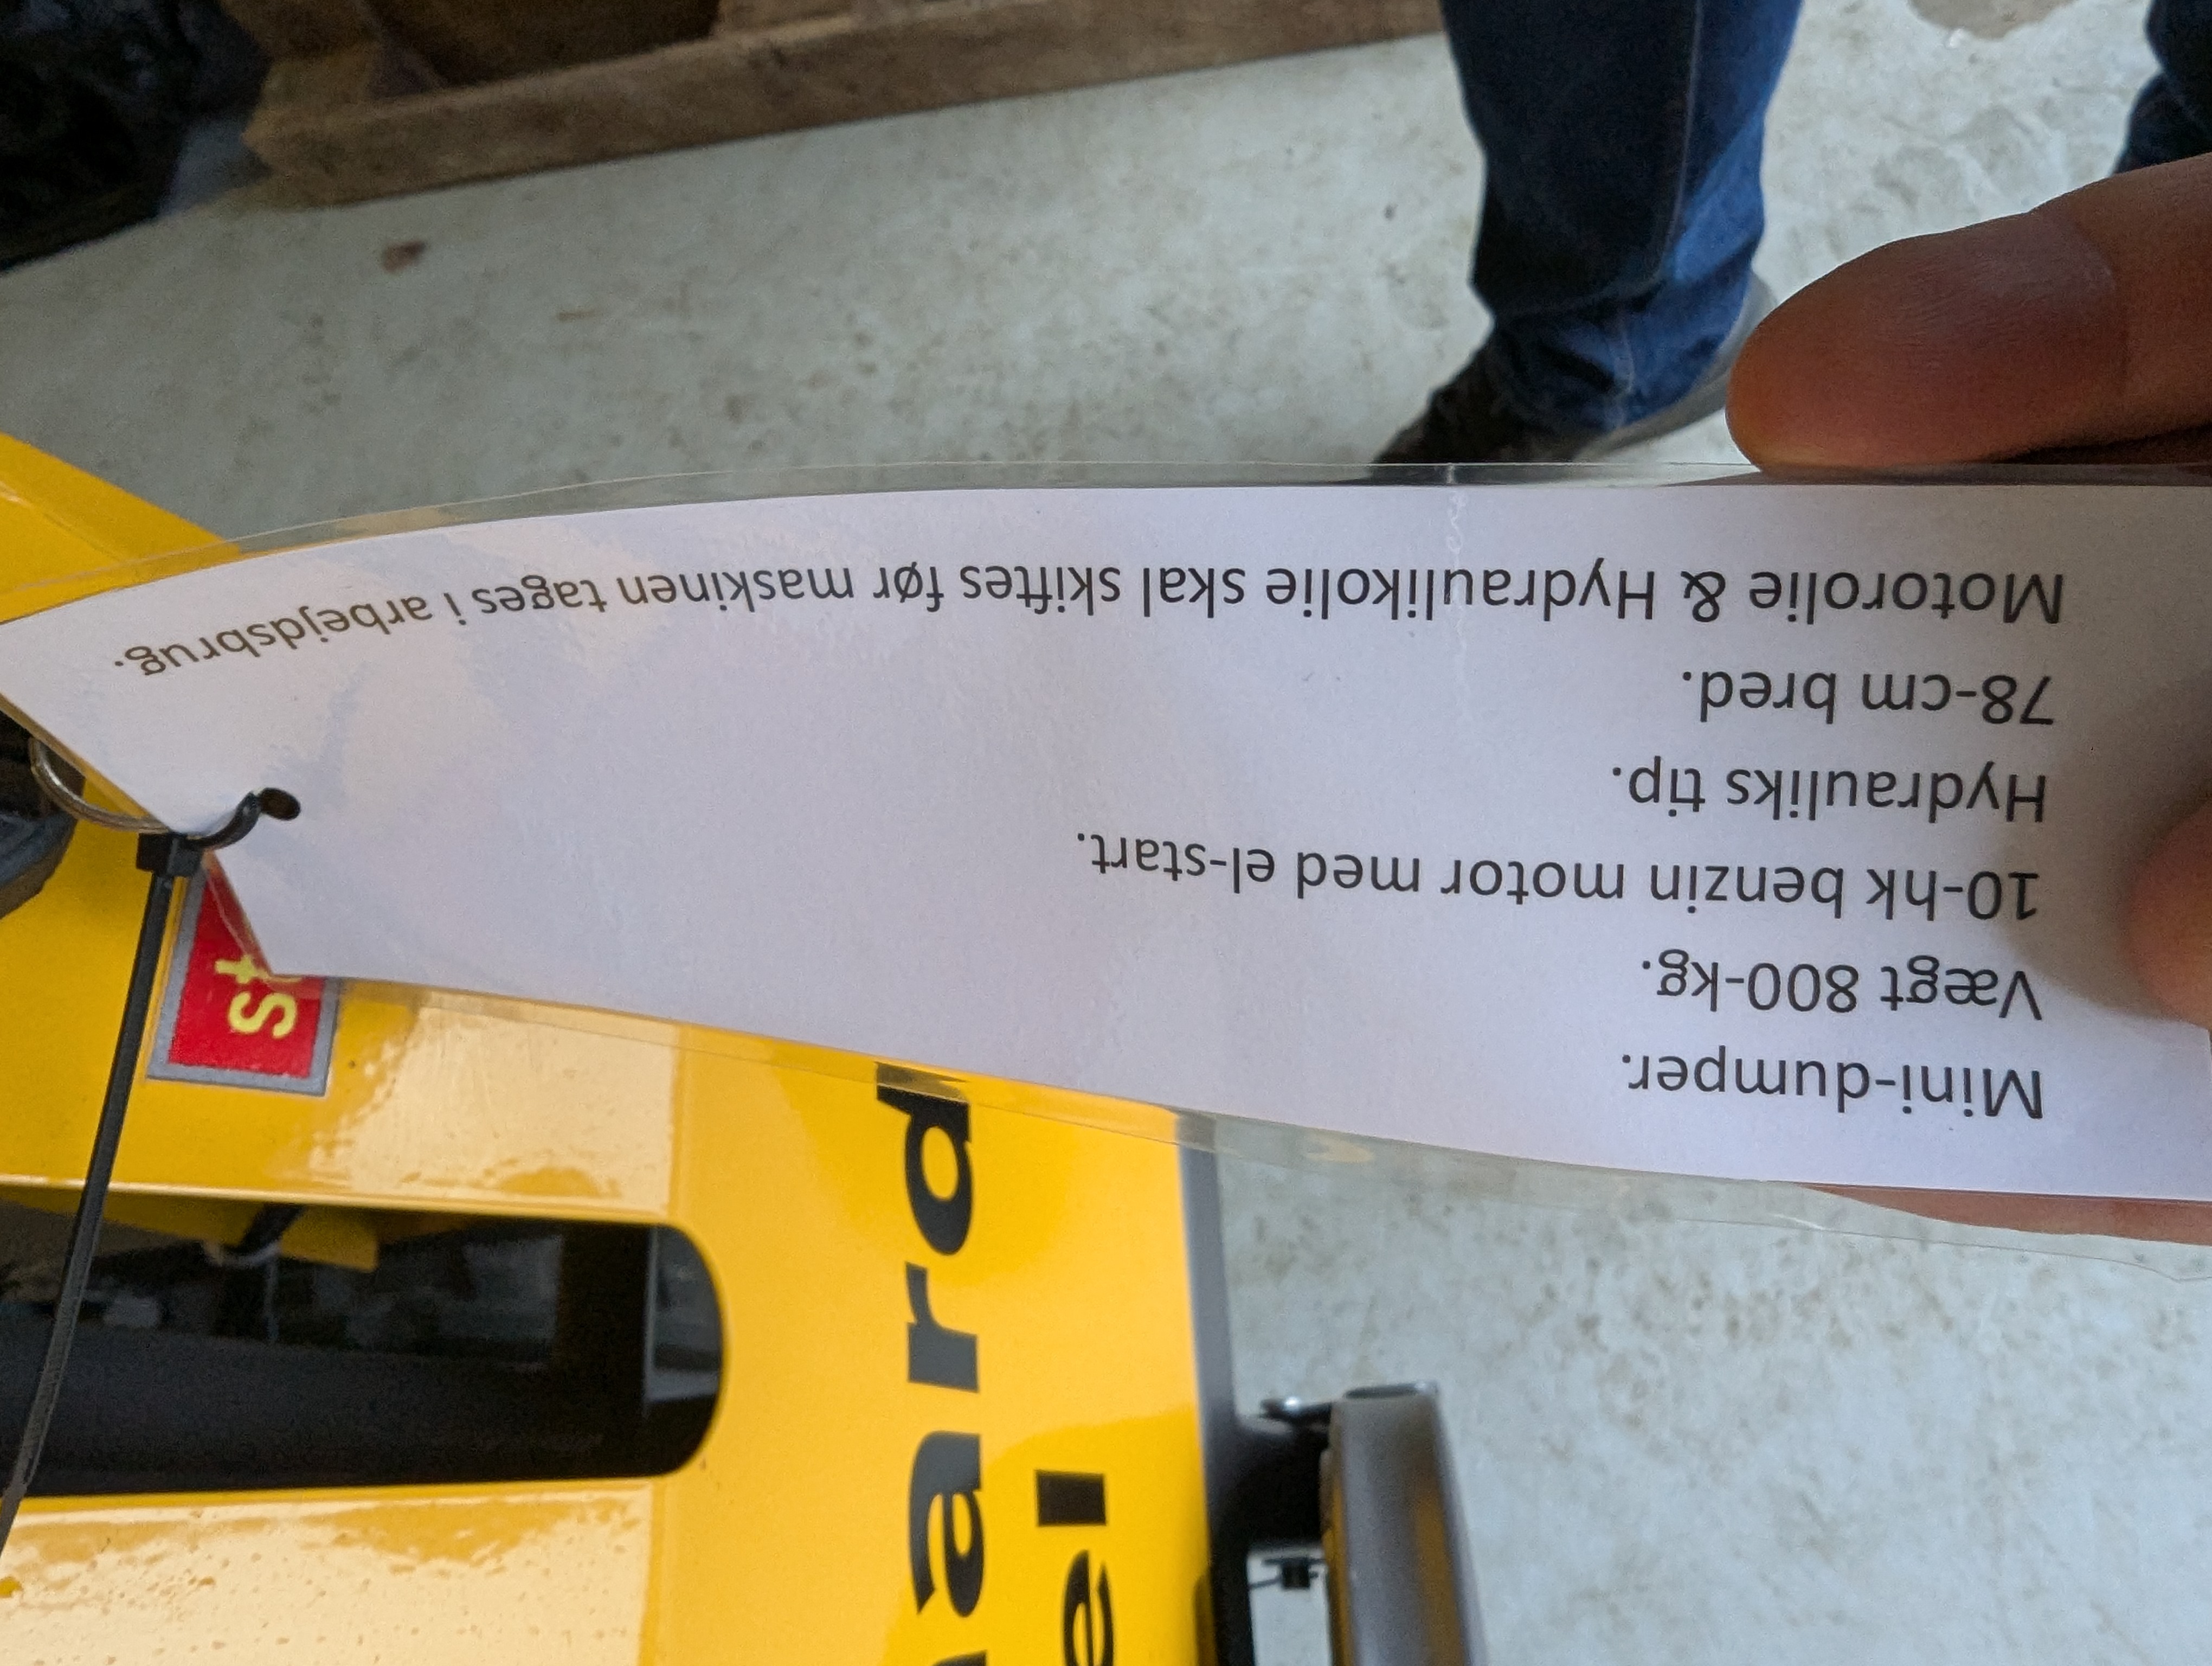 Mini-dumper.
Vægt 800-kg.
10-hk benzin motor med el-start.
Hydrauliks tip.
78-cm bred.
Motorolie & Hydraulikolie skal skiftes før maskinen tages i arbejdsbrug.